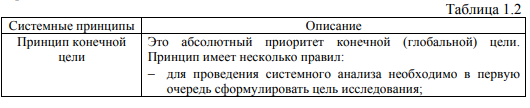 Таблица 1.2
Системные принципы Описание
Принцип конечной Это абсолютный приоритет конечной (глобальной) цели.
цели Принцип имеет несколько правил:
– для проведения системного анализа необходимо в первую
очередь сформулировать цель исследования;